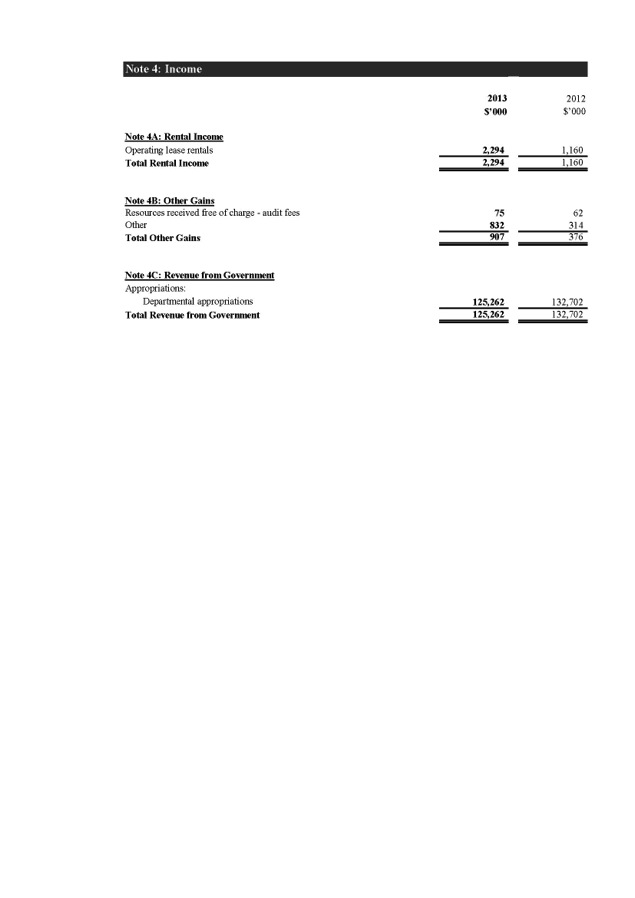 Note 4: Income
2013 2012
$'000 $'000
Note 4A: Rental Income
Operating lease rentals 2,294 1,160
Total Rental Income 2,294 1,160
Note 4B: Other Gains
Resources received free of charge - audit fees 75 62
Other 832 314
Total Other Gains 907 376
Note 4C: Revenue from Government
Appropriations:
Departmental appropriations 125,262 132,702
Total Revenue from Government 125,262 132,702